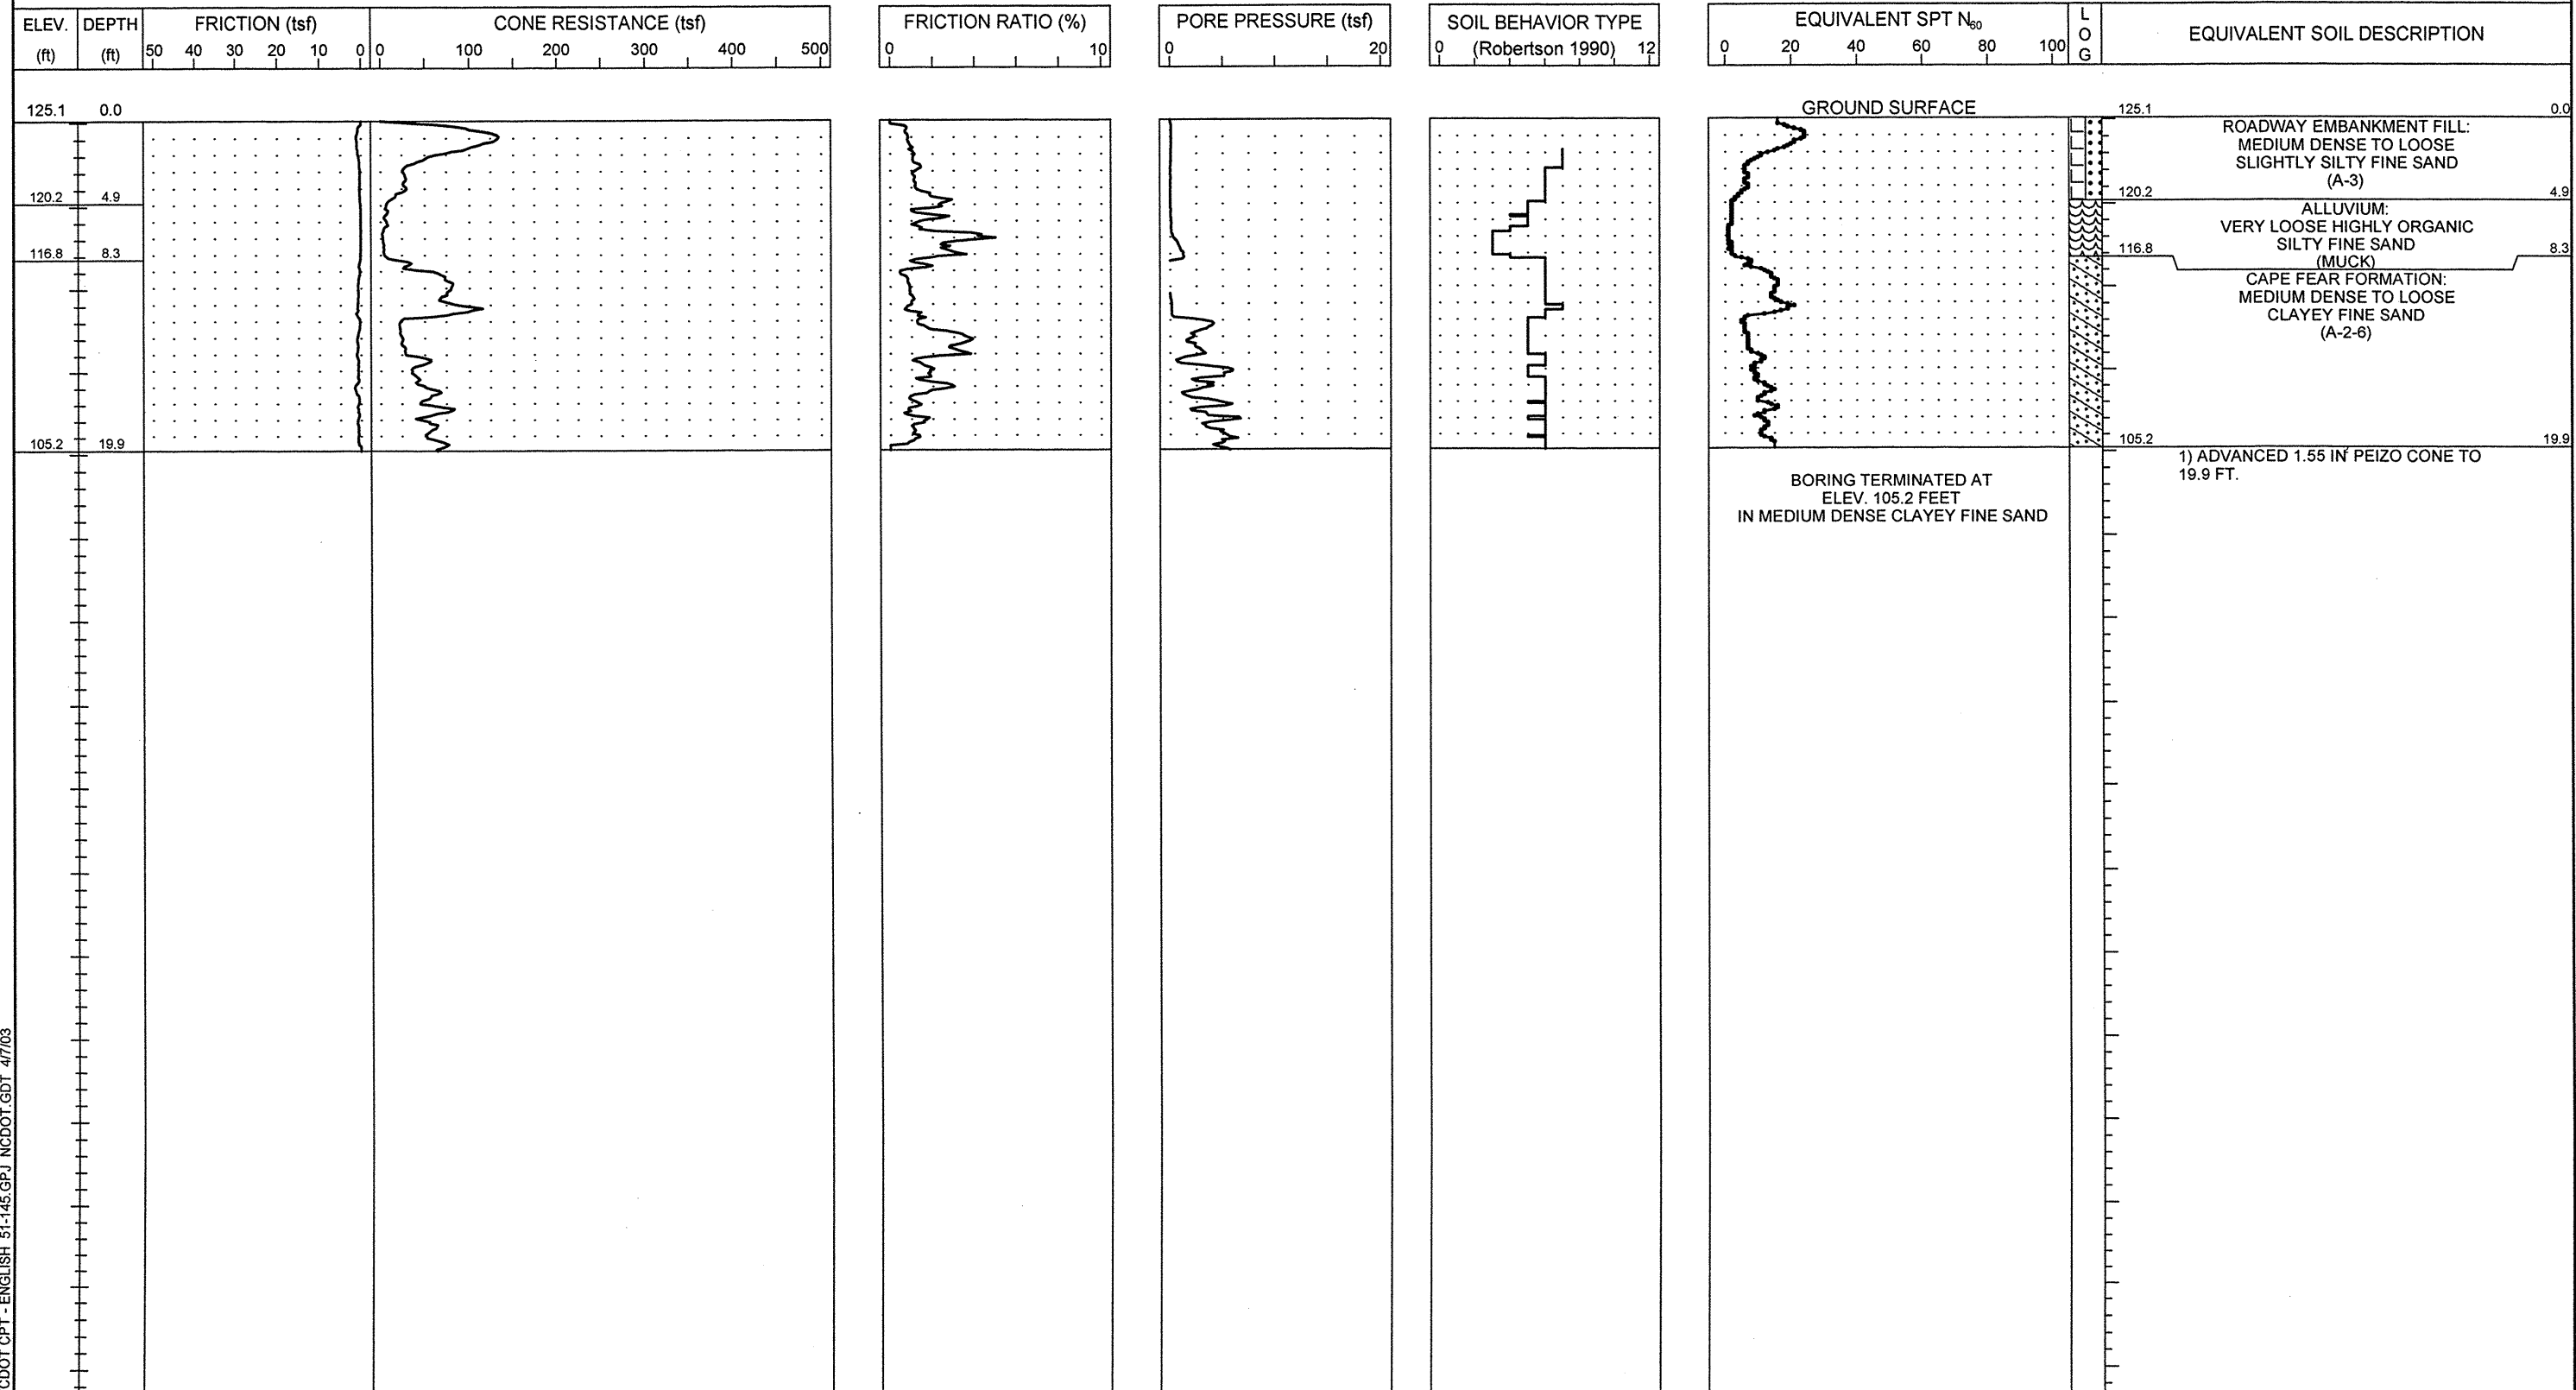 ELEV. DEPTH FRICTION (tsf) CONE RESISTANCE (tsf) FRICTION RATIO (%) PORE PRESSURE (tsf) SOIL BEHAVIOR TYPE EQUIVALENT SPT N60 L
O
G EQUIVALENT SOIL DESCRIPTION
(ft) (ft) 50 40 30 20 10 0 0 100 200 300 400 500 0 10 0 20 0 (Robertson 1990) 12 0 20 40 60 80 100
125.1 0.0 GROUND SURFACE 125.1 0.0
ROADWAY EMBANKMENT FILL:
MEDIUM DENSE TO LOOSE
SLIGHTLY SILTY FINE SAND
(A-3)
120.2 4.9 120.2 4.9
ALLUVIUM:
VERY LOOSE HIGHLY ORGANIC
SILTY FINE SAND
116.8 8.3 116.8 8.3
(MUCK)
CAPE FEAR FORMATION:
MEDIUM DENSE TO LOOSE
CLAYEY FINE SAND
(A-2-6)
105.2 19.9 105.2 19.9
1) ADVANCED 1.55 IN PEIZO CONE TO
19.9 FT.
BORING TERMINATED AT
ELEV. 105.2 FEET
IN MEDIUM DENSE CLAYEY FINE SAND
CDOT CPT - ENGLISH 51-145.GPJ NCDOT.GDT 4/7/03